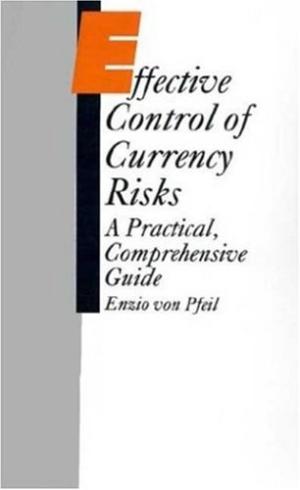 Effective
Control of
Currency
Risks
A Practical,
Comprehensive
Guide
Enzio von Pfeil